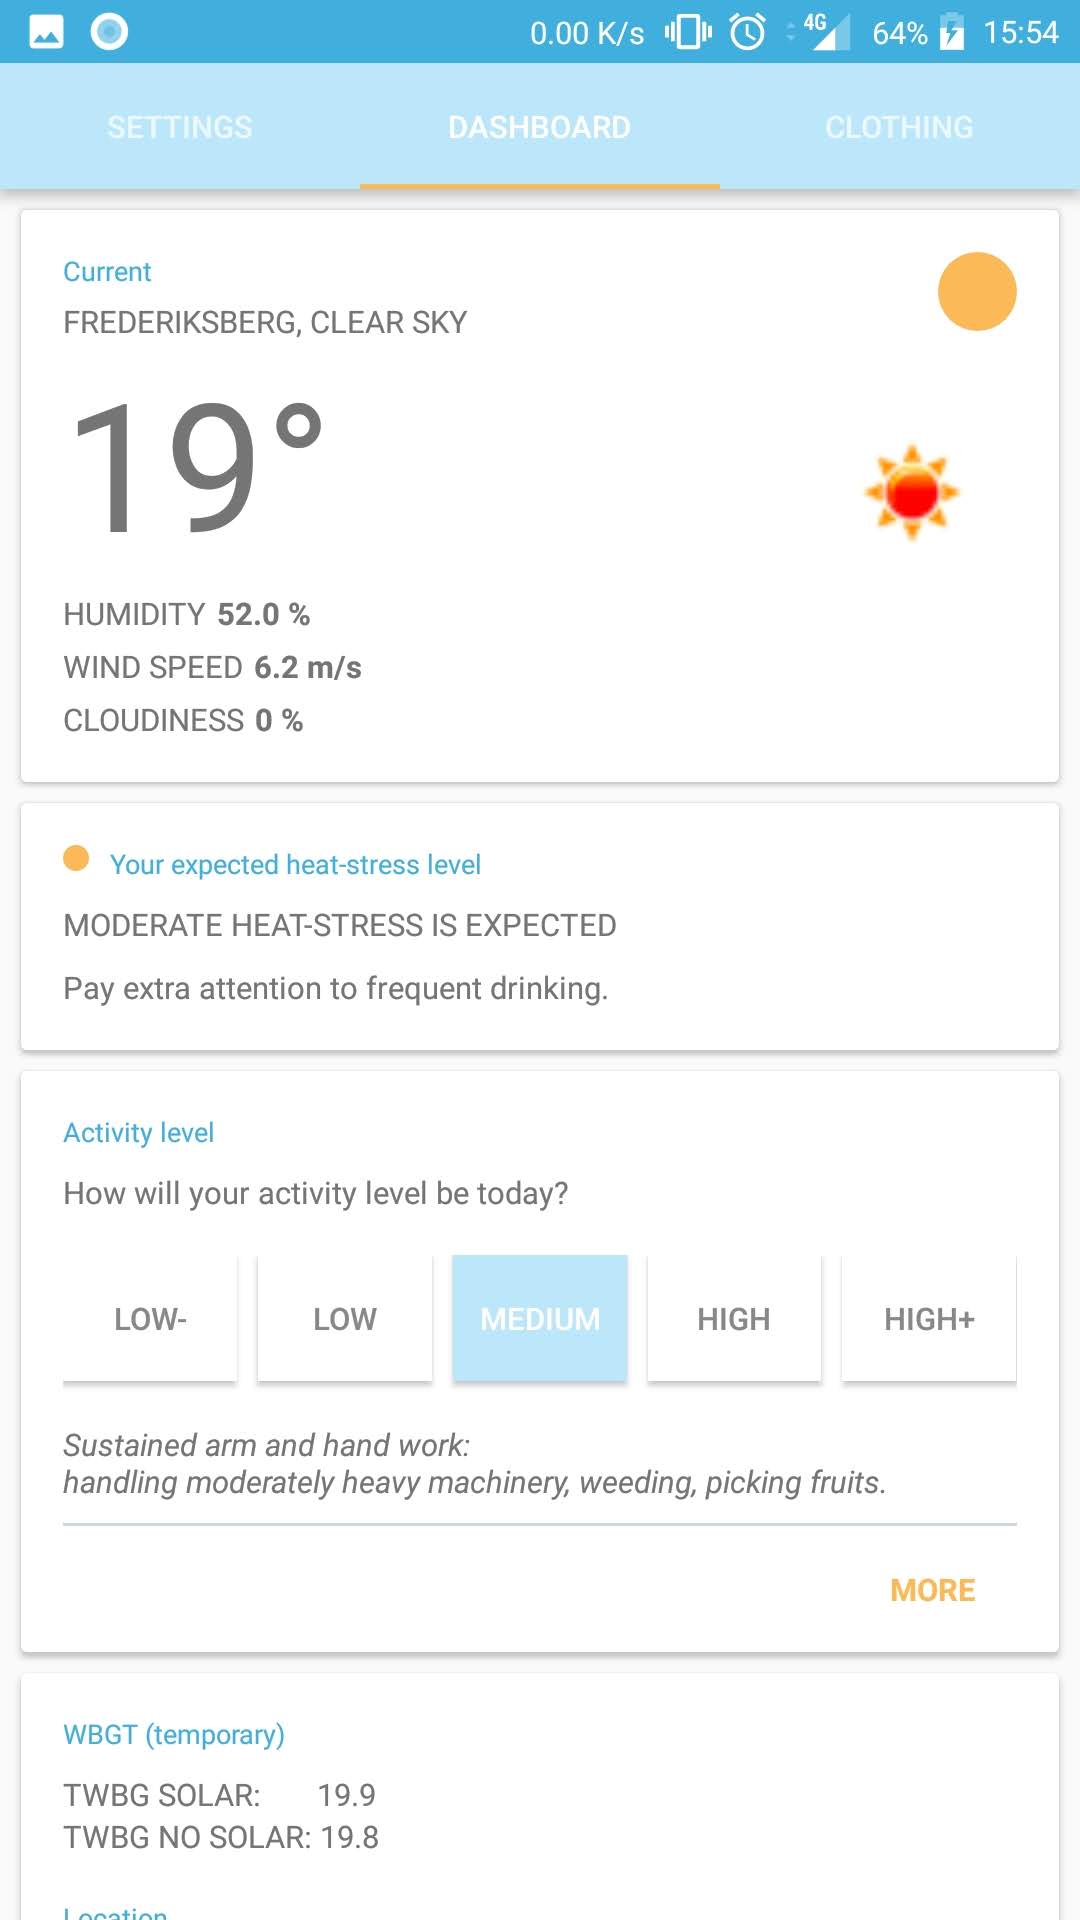 0.00 K/s 4G 64% 15:54
SETTINGS DASHBOARD CLOTHING
Current
FREDERIKSBERG, CLEAR SKY
19°
HUMIDITY 52.0 %
WIND SPEED 6.2 m/s
CLOUDINESS 0 %
Your expected heat-stress level
MODERATE HEAT-STRESS IS EXPECTED
Pay extra attention to frequent drinking.
Activity level
How will your activity level be today?
LOW- LOW MEDIUM HIGH HIGH+
Sustained arm and hand work:
handling moderately heavy machinery, weeding, picking fruits.
MORE
WBGT (temporary)
TWBG SOLAR: 19.9
TWBG NO SOLAR: 19.8
Location